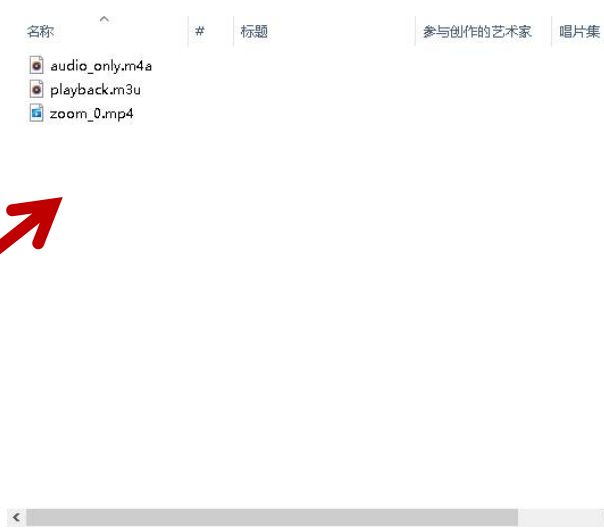 名称 # 标题 参与创作的艺术家 唱片集
audio_only.m4a
playback.m3u
zoom_0.mp4